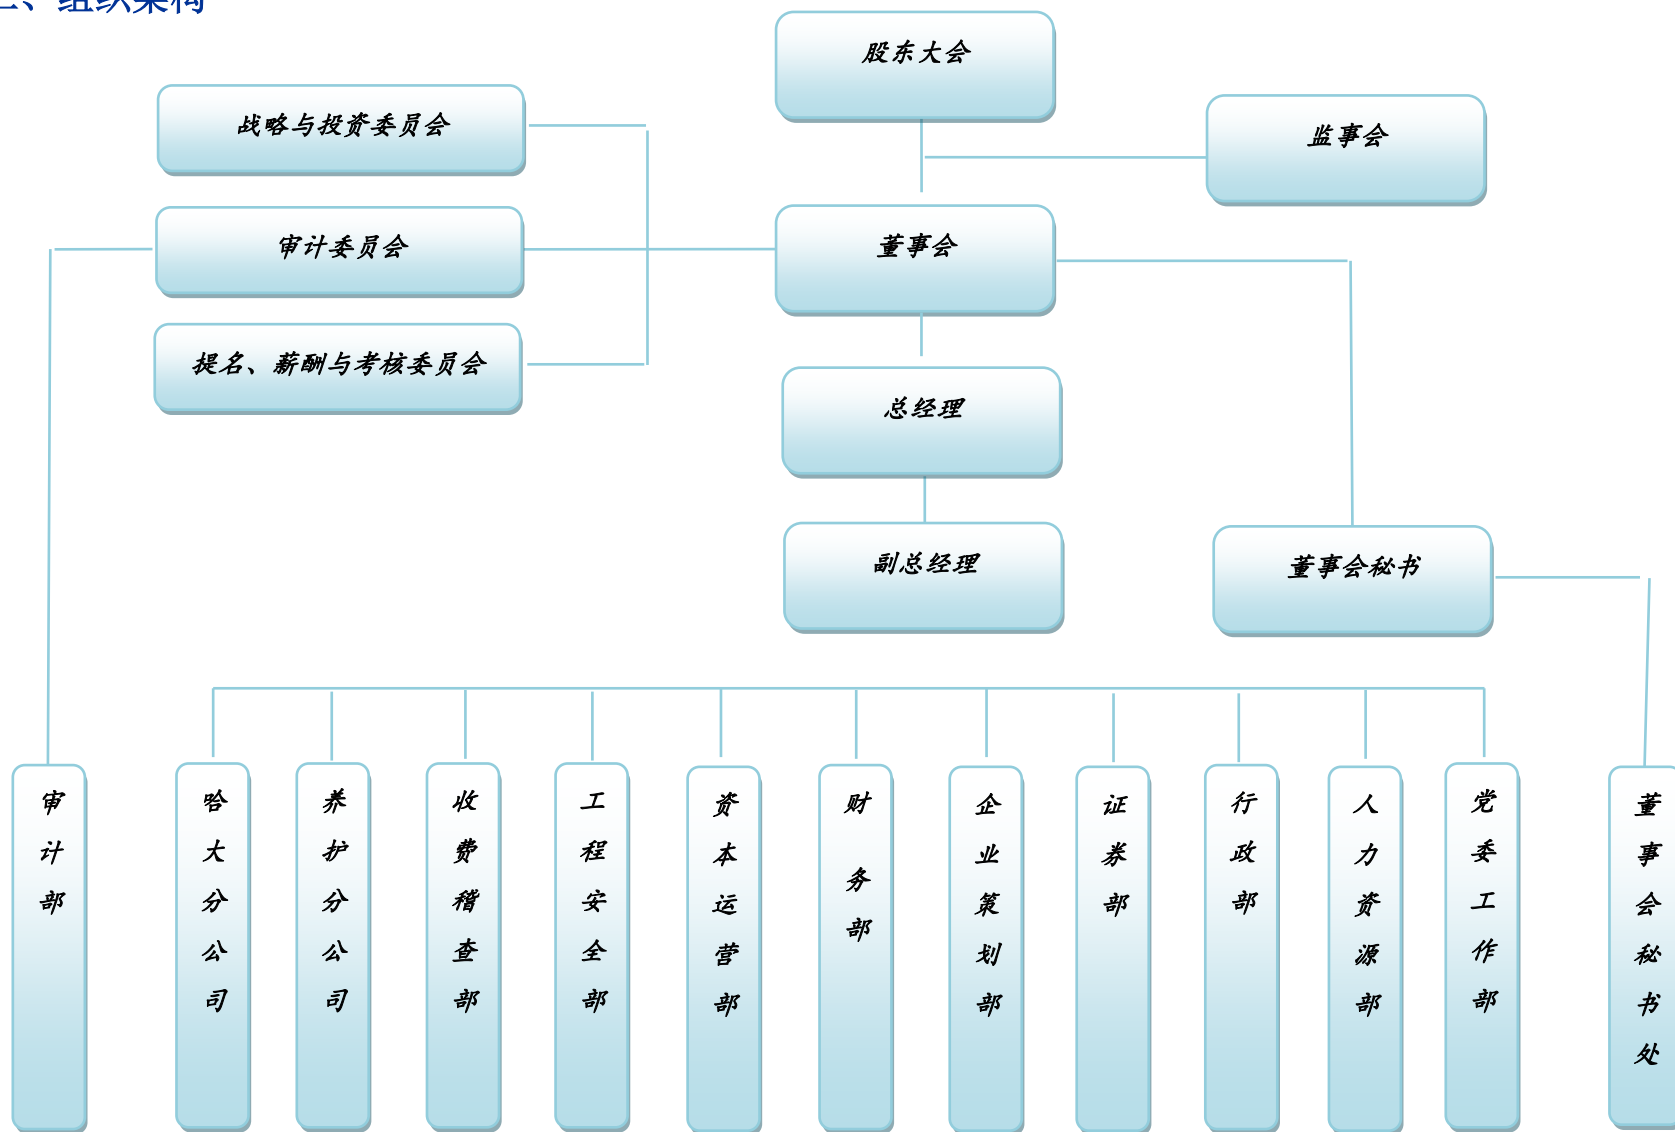 、组织架构
股东大会
战略与投资委员会
监事会
审计委员会
董事会
提名、薪酬与考核委员会
总经理
副总经理
董事会秘书
审计部
哈大分公司
养护分公司
收费稽查部
工程安全部
资本运营部
财务部
企业策划部
证券部
行政部
人力资源部
党委工作部
董事会秘书处